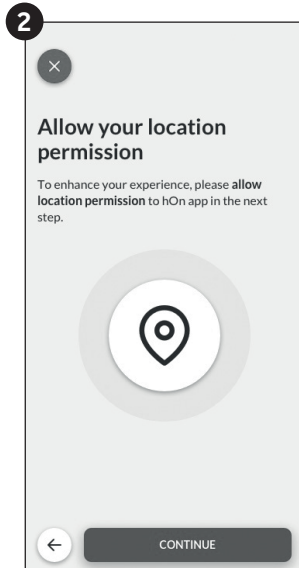 2
Allow your location
permission
To enhance your experience, please allow
location permission to hOn app in the next
step.
CONTINUE